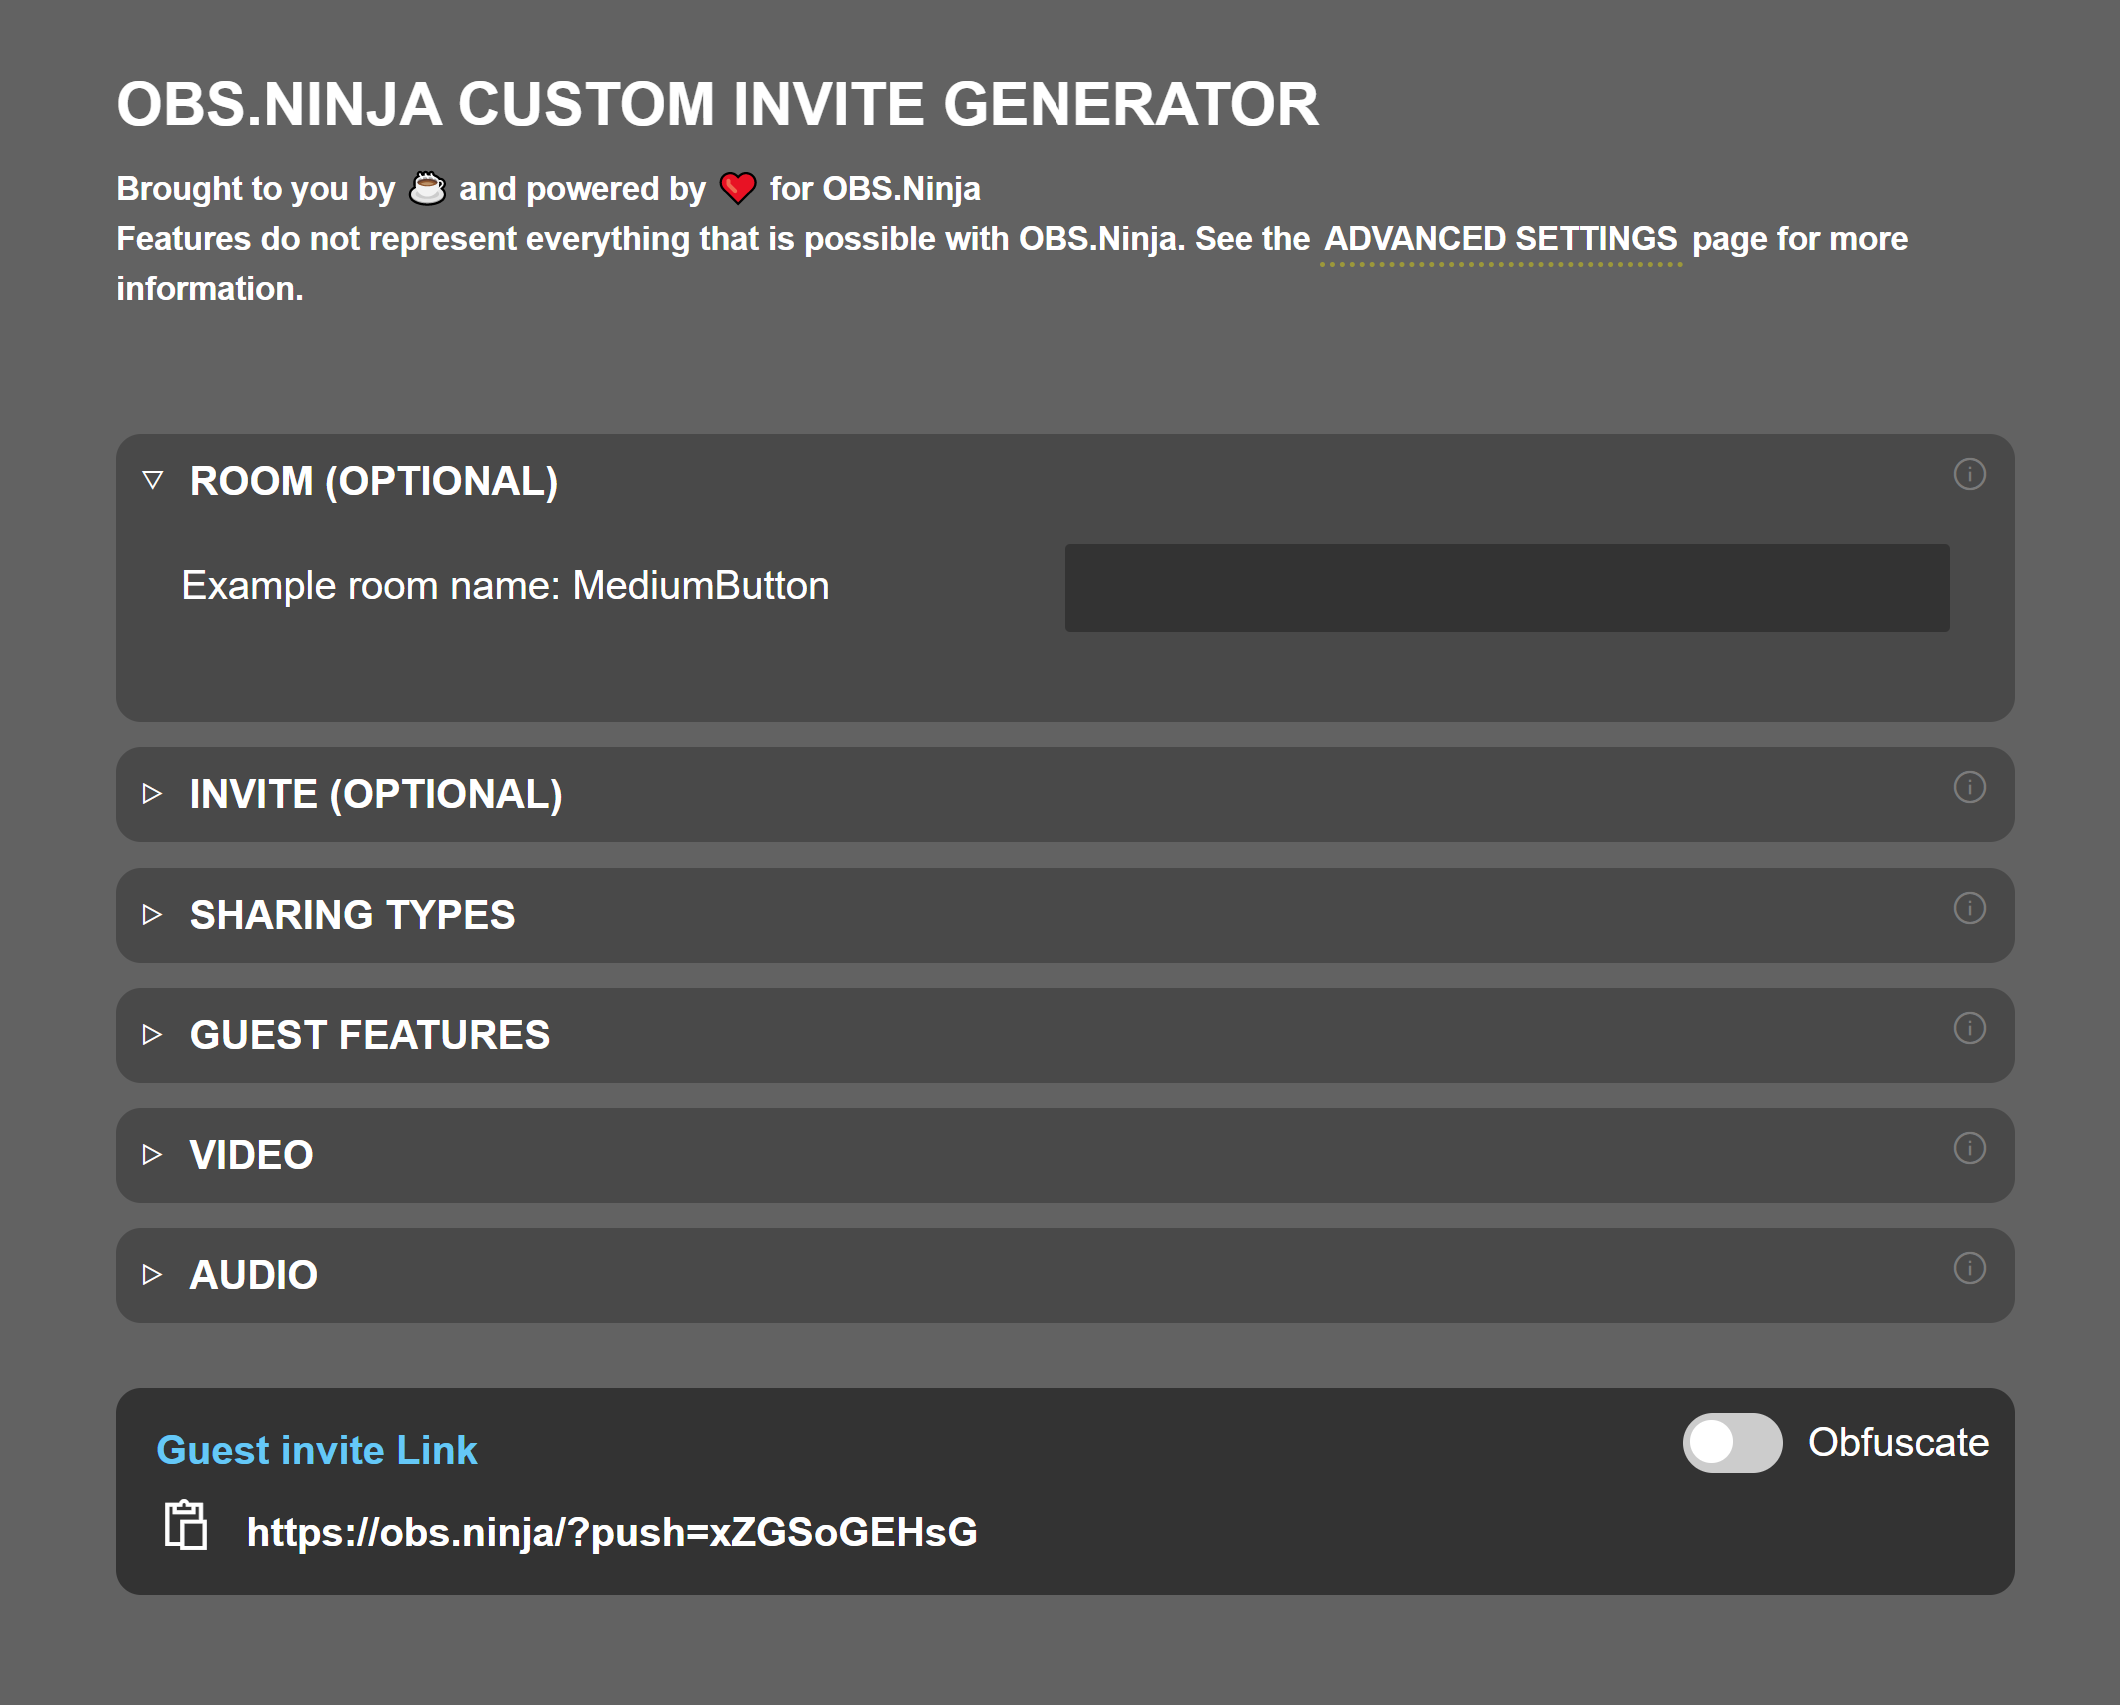 OBS.NINJA CUSTOM INVITE GENERATOR
Brought to you by ☕ and powered by ❤️ for OBS.Ninja
Features do not represent everything that is possible with OBS.Ninja. See the ADVANCED SETTINGS page for more
information.
ROOM (OPTIONAL)
Example room name: MediumButton
INVITE (OPTIONAL)
SHARING TYPES
GUEST FEATURES
VIDEO
AUDIO
Guest invite Link
Obfuscate
https://obs.ninja/?push=xZGSoGEHsG